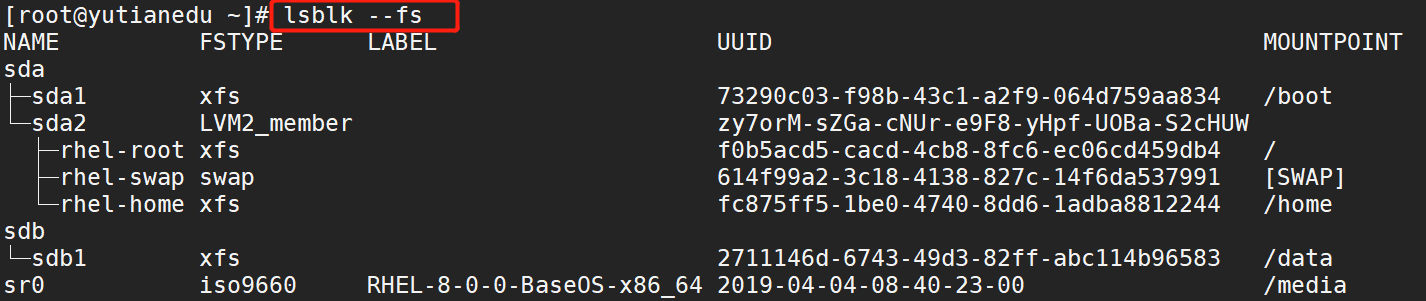 [root@yutianedu ~]# lsblk --fs
NAME FSTYPE LABEL UUID MOUNTPOINT
sda
├─sda1 xfs 73290c03-f98b-43c1-a2f9-064d759aa834 /boot
└─sda2 LVM2_member zy7orM-sZGa-cNUr-e9F8-yHpf-UOBa-S2cHUW
├─rhel-root xfs f0b5acd5-cacd-4cb8-8fc6-ec06cd459db4 /
├─rhel-swap swap 614f99a2-3c18-4138-827c-14f6da537991 [SWAP]
└─rhel-home xfs fc875ff5-1be0-4740-8dd6-1adba8812244 /home
sdb
└─sdb1 xfs 2711146d-6743-49d3-82ff-abc114b96583 /data
sr0 iso9660 RHEL-8-0-0-BaseOS-x86_64 2019-04-04-08-40-23-00 /media